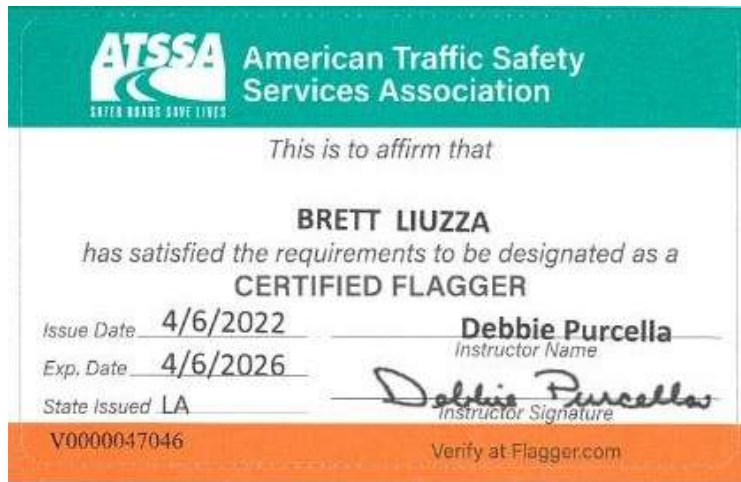 ATSSA
SAFER ROADS SAVE LIVES
American Traffic Safety
Services Association
This is to affirm that
BRETT LIUZZA
has satisfied the requirements to be designated as a
CERTIFIED FLAGGER
Issue Date 4/6/2022
Debbie Purcella
Instructor Name
Exp. Date 4/6/2026
Debbie Purcella
Instructor Signature
State Issued LA
V0000047046
Verify at Flagger.com